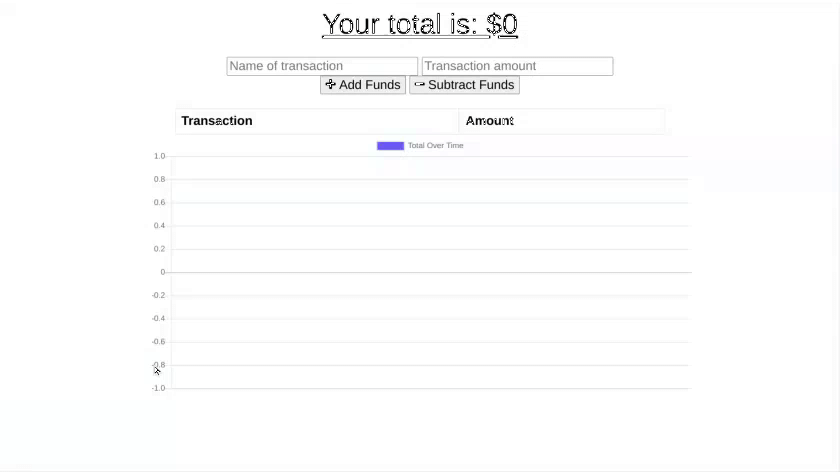 Your total is: $0
Name of transaction Transaction amount
Add Funds Subtract Funds
Transaction Amount
Total Over Time
1.0
0.8
0.6
0.4
0.2
0
-0.2
-0.4
-0.6
-0.8
-1.0